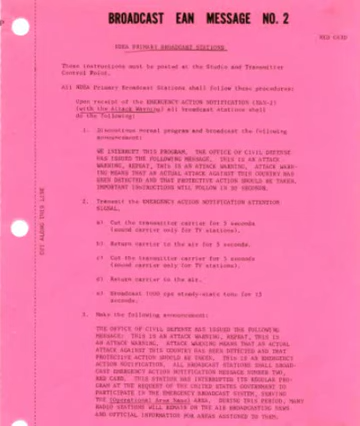 BROADCAST EAN MESSAGE NO. 2
RED CARD
NDEA PRIMARY BROADCAST STATIONS
These instructions must be posted at the Studio and Transmitter
Control Point.
All NDEA Primary Broadcast Stations shall follow these procedures:
Upon receipt of the EMERGENCY ACTION NOTIFICATION (EAN-2)
(with the Attack Warning) all broadcast stations shall
do the following:
1. Discontinue normal program and broadcast the following
announcement:
WE INTERRUPT THIS PROGRAM. THE OFFICE OF CIVIL DEFENSE
HAS ISSUED THE FOLLOWING MESSAGE. THIS IS AN ATTACK
WARNING, REPEAT, THIS IS AN ATTACK WARNING. ATTACK WARN-
ING MEANS THAT AN ACTUAL ATTACK AGAINST THIS COUNTRY HAS
BEEN DETECTED AND THAT PROTECTIVE ACTION SHOULD BE TAKEN.
IMPORTANT INSTRUCTIONS WILL FOLLOW IN 30 SECONDS.
2. Transmit the EMERGENCY ACTION NOTIFICATION ATTENTION
SIGNAL.
a) Cut the transmitter carrier for 5 seconds
(sound carrier only for TV stations).
b) Return carrier to the air for 5 seconds.
c) Cut the transmitter carrier for 5 seconds
(sound carrier only for TV stations).
d) Return carrier to the air.
e) Broadcast 1000 cps steady-state tone for 15
seconds.
3. Make the following announcement:
THE OFFICE OF CIVIL DEFENSE HAS ISSUED THE FOLLOWING
MESSAGE: THIS IS AN ATTACK WARNING, REPEAT, THIS IS
AN ATTACK WARNING. ATTACK WARNING MEANS THAT AN ACTUAL
ATTACK AGAINST THIS COUNTRY HAS BEEN DETECTED AND THAT
PROTECTIVE ACTION SHOULD BE TAKEN. THIS IS AN EMERGENCY
ACTION NOTIFICATION. ALL BROADCAST STATIONS SHALL BROAD-
CAST EMERGENCY ACTION NOTIFICATION MESSAGE NUMBER TWO,
RED CARD. THIS STATION HAS INTERRUPTED ITS REGULAR PRO-
GRAM AT THE REQUEST OF THE UNITED STATES GOVERNMENT TO
PARTICIPATE IN THE EMERGENCY BROADCAST SYSTEM, SERVING
THE (Operational Area Name) AREA. DURING THIS PERIOD, MANY
RADIO STATIONS WILL REMAIN ON THE AIR BROADCASTING NEWS
AND OFFICIAL INFORMATION FOR AREAS ASSIGNED TO THEM.
CUT ALONG THIS LINE